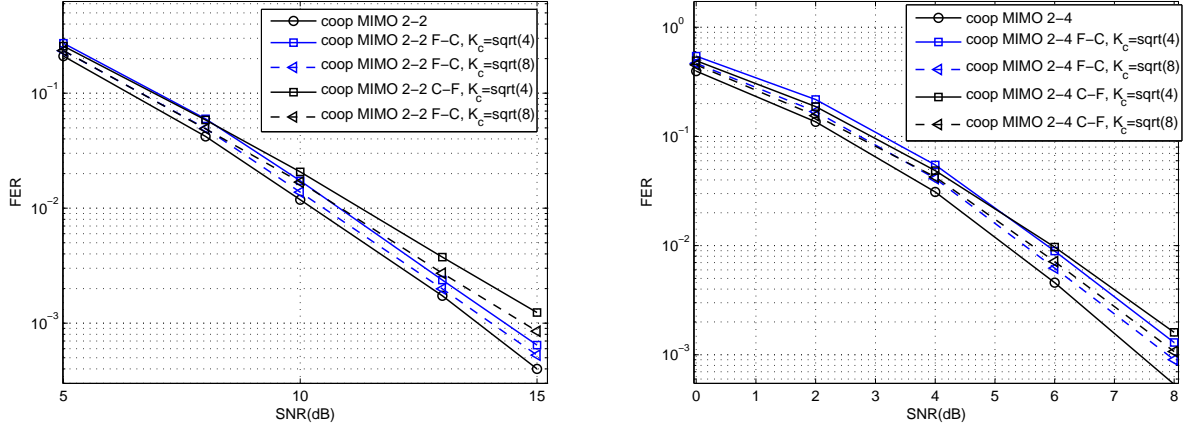 10⁻¹
10⁻²
10⁻³
FER
5
10
15
SNR(dB)
coop MIMO 2−2
coop MIMO 2−2 F−C, K_c=sqrt(4)
coop MIMO 2−2 F−C, K_c=sqrt(8)
coop MIMO 2−2 C−F, K_c=sqrt(4)
coop MIMO 2−2 F−C, K_c=sqrt(8)
10⁰
10⁻¹
10⁻²
10⁻³
FER
0 1 2 3 4 5 6 7 8
SNR(dB)
coop MIMO 2−4
coop MIMO 2−4 F−C, K_c=sqrt(4)
coop MIMO 2−4 F−C, K_c=sqrt(8)
coop MIMO 2−4 C−F, K_c=sqrt(4)
coop MIMO 2−4 C−F, K_c=sqrt(8)